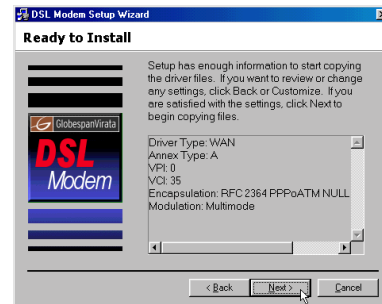 DSL Modem Setup Wizard
Ready to Install
Setup has enough information to start copying
the driver files. If you want to review or change
any settings, click Back or Customize. If you
are satisfied with the settings, click Next to
begin copying files.
GlobespanVirata
DSL
Modem
Driver Type: WAN
Annex Type: A
VPI: 0
VCI: 35
Encapsulation: RFC 2364 PPPoATM NULL
Modulation: Multimode
< Back
Next >
Cancel